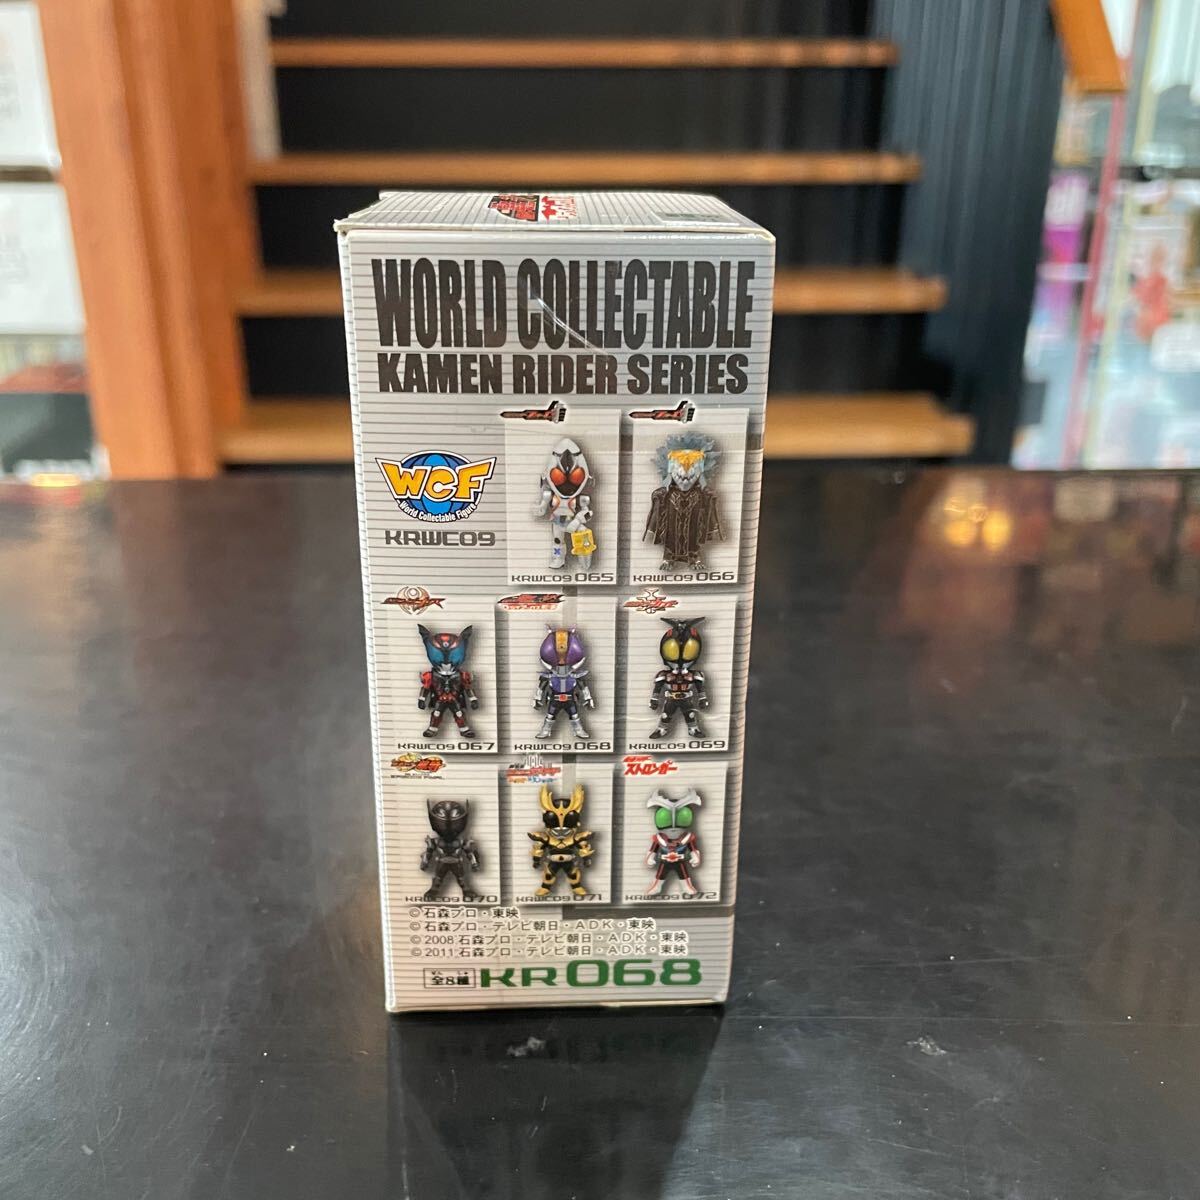 WORLD COLLECTABLE
KAMEN RIDER SERIES
WCF
World Collectable Figure
KRWC09
KRWC09 065
KRWC09 066
KRWC09 067
KRWC09 068
KRWC09 069
ストロンガー
KRWC09 070
KRWC09 071
KRWC09 072
©石森プロ・東映
©石森プロ・テレビ朝日・ADK・東映
©2008 石森プロ・テレビ朝日・ADK・東映
©2011 石森プロ・テレビ朝日・ADK・東映
全8種 KR068